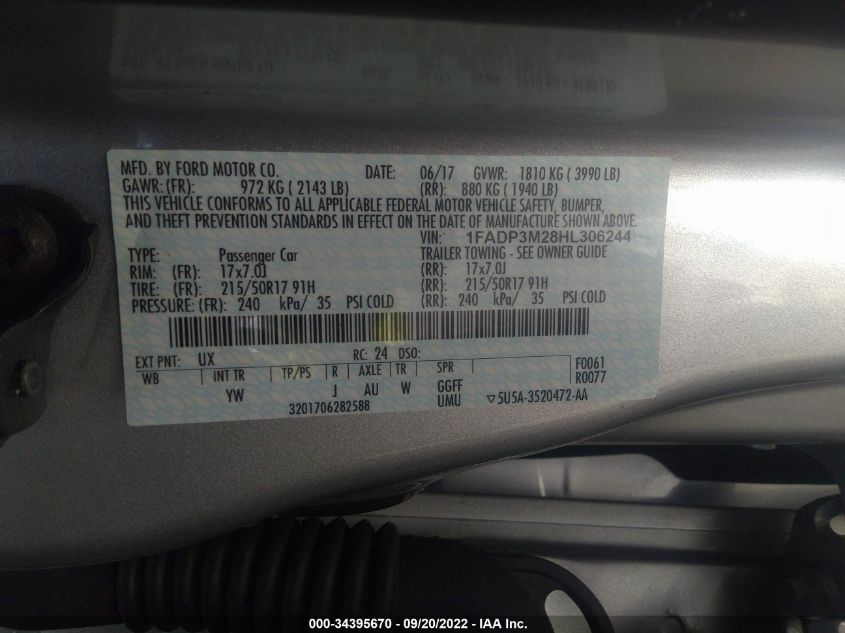 MFD. BY FORD MOTOR CO. DATE: 06/17 GVWR: 1810 KG ( 3990 LB)
GAWR: (FR): 972 KG ( 2143 LB) (RR): 880 KG ( 1940 LB)
THIS VEHICLE CONFORMS TO ALL APPLICABLE FEDERAL MOTOR VEHICLE SAFETY, BUMPER,
AND THEFT PREVENTION STANDARDS IN EFFECT ON THE DATE OF MANUFACTURE SHOWN ABOVE.
VIN: 1FADP3M28HL306244
TYPE: Passenger Car TRAILER TOWING - SEE OWNER GUIDE
RIM: (FR): 17x7.0J (RR): 17x7.0J
TIRE: (FR): 215/50R17 91H (RR): 215/50R17 91H
PRESSURE: (FR): 240 kPa/ 35 PSI COLD (RR): 240 kPa/ 35 PSI COLD
EXT PNT: UX RC: 24 DSO: F0061
WB INT TR TP/PS R AXLE TR SPR R0077
YW J AU W GGFF
3201706282588 UMU ▽5U5A-3520472-AA
000-34395670 - 09/20/2022 - IAA Inc.